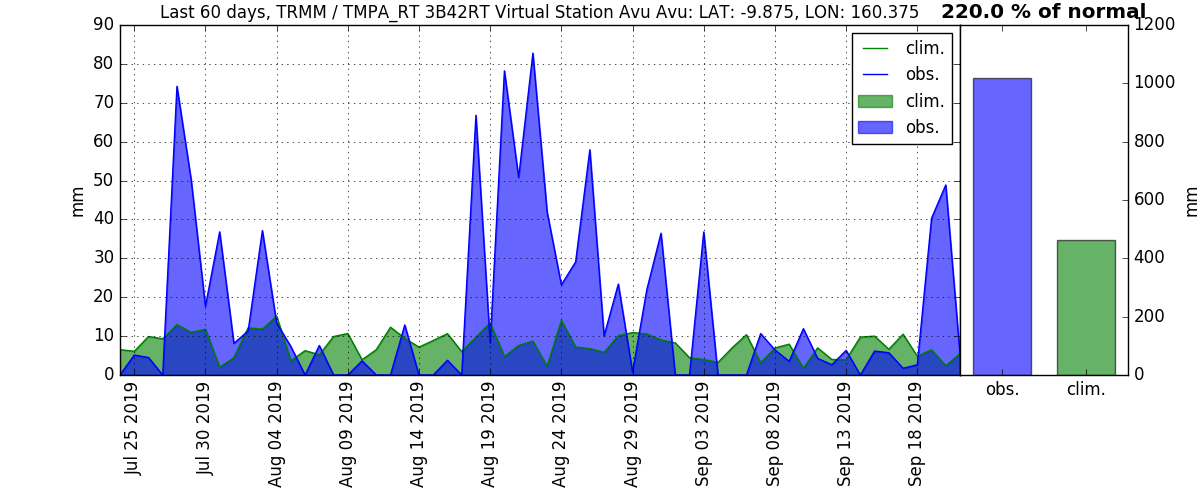 Last 60 days, TRMM / TMPA_RT 3B42RT Virtual Station Avu Avu: LAT: -9.875, LON: 160.375
220.0 % of normal
90
80
70
60
50
40
30
20
10
0
mm
clim.
obs.
clim.
obs.
1200
1000
800
600
400
200
0
mm
obs.
clim.
Jul 25 2019
Jul 30 2019
Aug 04 2019
Aug 09 2019
Aug 14 2019
Aug 19 2019
Aug 24 2019
Aug 29 2019
Sep 03 2019
Sep 08 2019
Sep 13 2019
Sep 18 2019